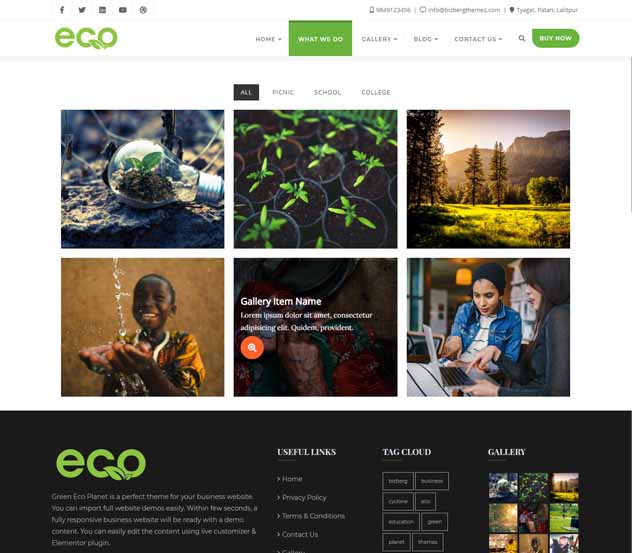 9849123456 | info@bizbergthemes.com | Tyagal, Patan, Lalitpur
eco
HOME WHAT WE DO GALLERY BLOG CONTACT US BUY NOW
ALL PICNIC SCHOOL COLLEGE
Gallery Item Name
Lorem ipsum dolor sit amet, consectetur
adipisicing elit. Quidem, provident.
eco
Green Eco Planet is a perfect theme for your business website.
You can import full website demos easily. Within few seconds, a
fully responsive business website will be ready with a demo
content. You can easily edit the content using live customizer &
Elementor plugin.
USEFUL LINKS
Home
Privacy Policy
Terms & Conditions
Contact Us
Gallery
TAG CLOUD
bizberg business
cyclone eco
education green
planet themes
GALLERY